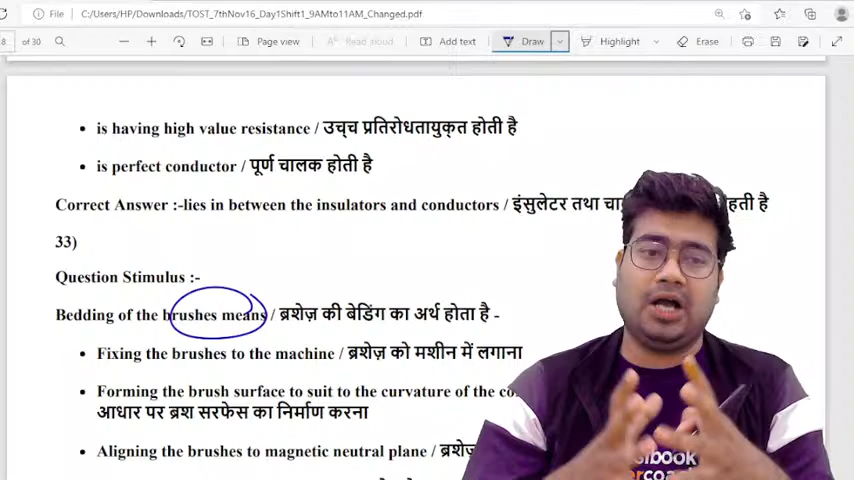 File C:/Users/HP/Downloads/TOST_7thNov16_Day1Shift1_9AMto11AM_Changed.pdf
8 of 30 Page view Read aloud Add text Draw Highlight Erase
is having high value resistance / उच्च प्रतिरोधतायुक्त होती है
is perfect conductor / पूर्ण चालक होती है
Correct Answer :-lies in between the insulators and conductors / इंसुलेटर तथा हती है
33)
Question Stimulus :-
Bedding of the brushes means / ब्रशेज़ की बेडिंग का अर्थ होता है -
Fixing the brushes to the machine / ब्रशेज़ को मशीन में लगाना
Forming the brush surface to suit to the curvature of the
आधार पर ब्रश सरफेस का निर्माण करना
Aligning the brushes to magnetic neutral plane /